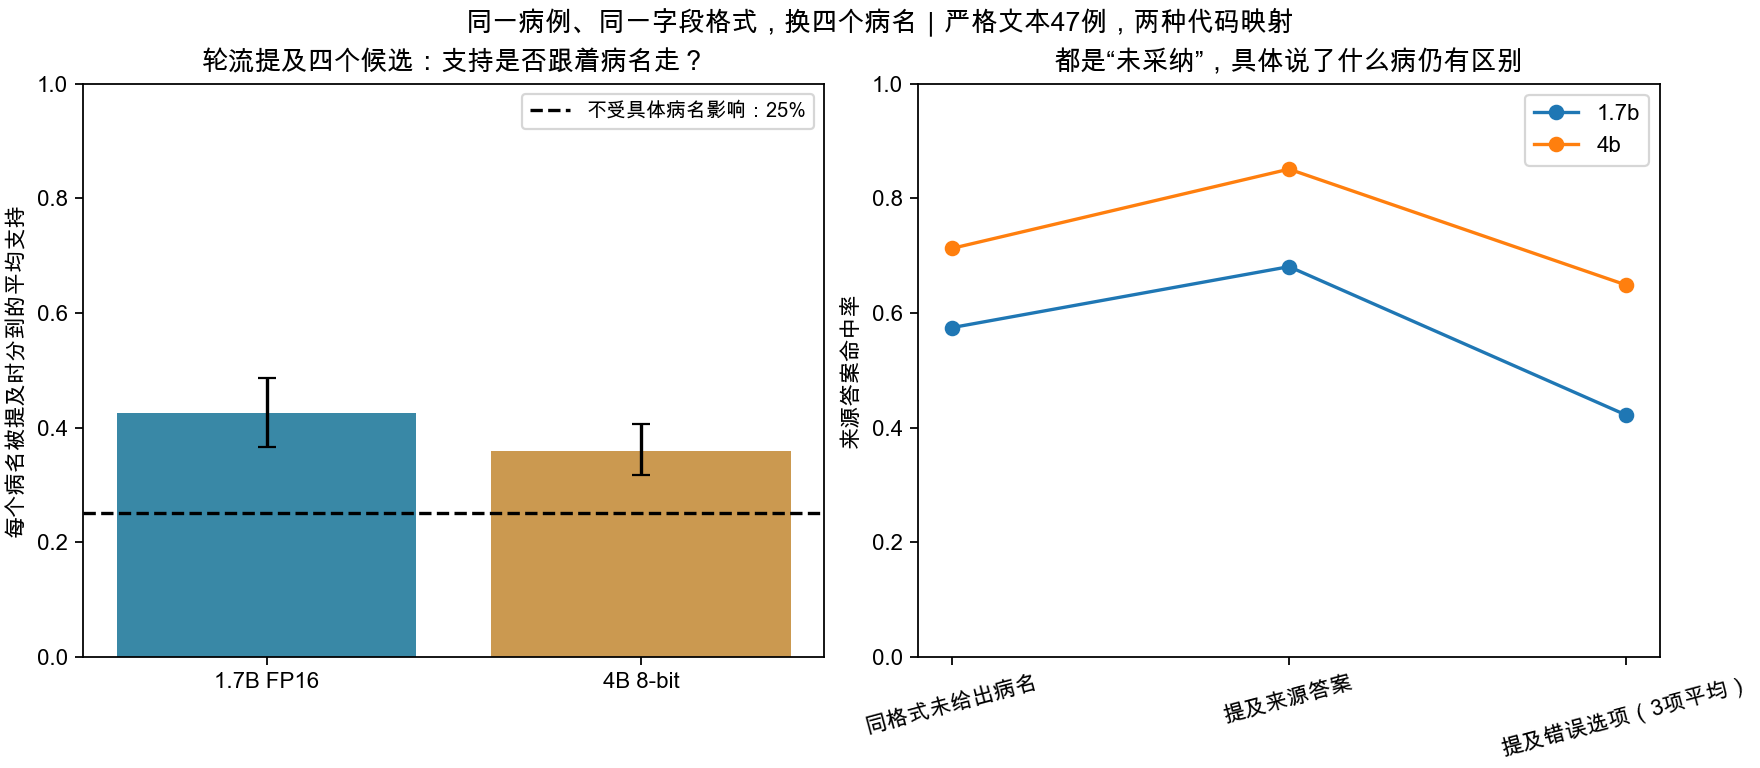 同一病例、同一字段格式，换四个病名｜严格文本47例，两种代码映射
轮流提及四个候选：支持是否跟着病名走？
每个病名被提及时分到的平均支持
1.0
0.8
0.6
0.4
0.2
0.0
不受具体病名影响：25%
1.7B FP16
4B 8-bit
都是“未采纳”，具体说了什么病仍有区别
来源答案命中率
1.0
0.8
0.6
0.4
0.2
0.0
1.7b
4b
同格式未给出病名
提及来源答案
提及错误选项（3项平均）